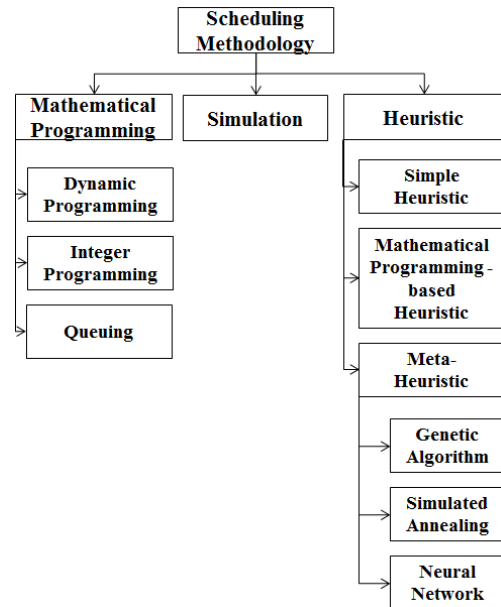 Scheduling
Methodology
Mathematical
Programming
Simulation
Heuristic
Dynamic
Programming
Integer
Programming
Queuing
Simple
Heuristic
Mathematical
Programming -
based
Heuristic
Meta-
Heuristic
Genetic
Algorithm
Simulated
Annealing
Neural
Network